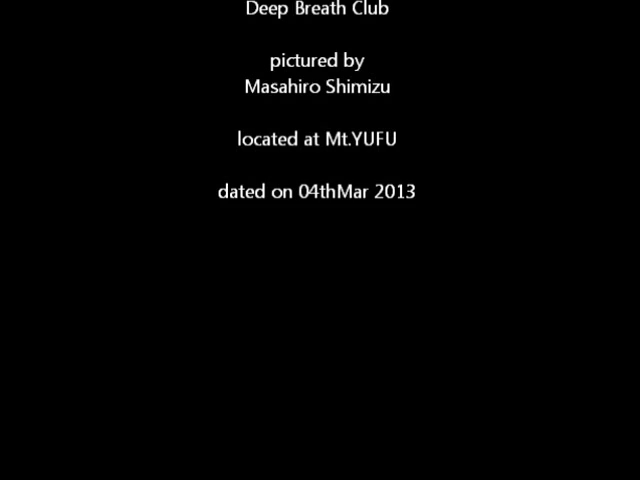 Deep Breath Club
pictured by
Masahiro Shimizu
located at Mt.YUFU
dated on 04thMar 2013